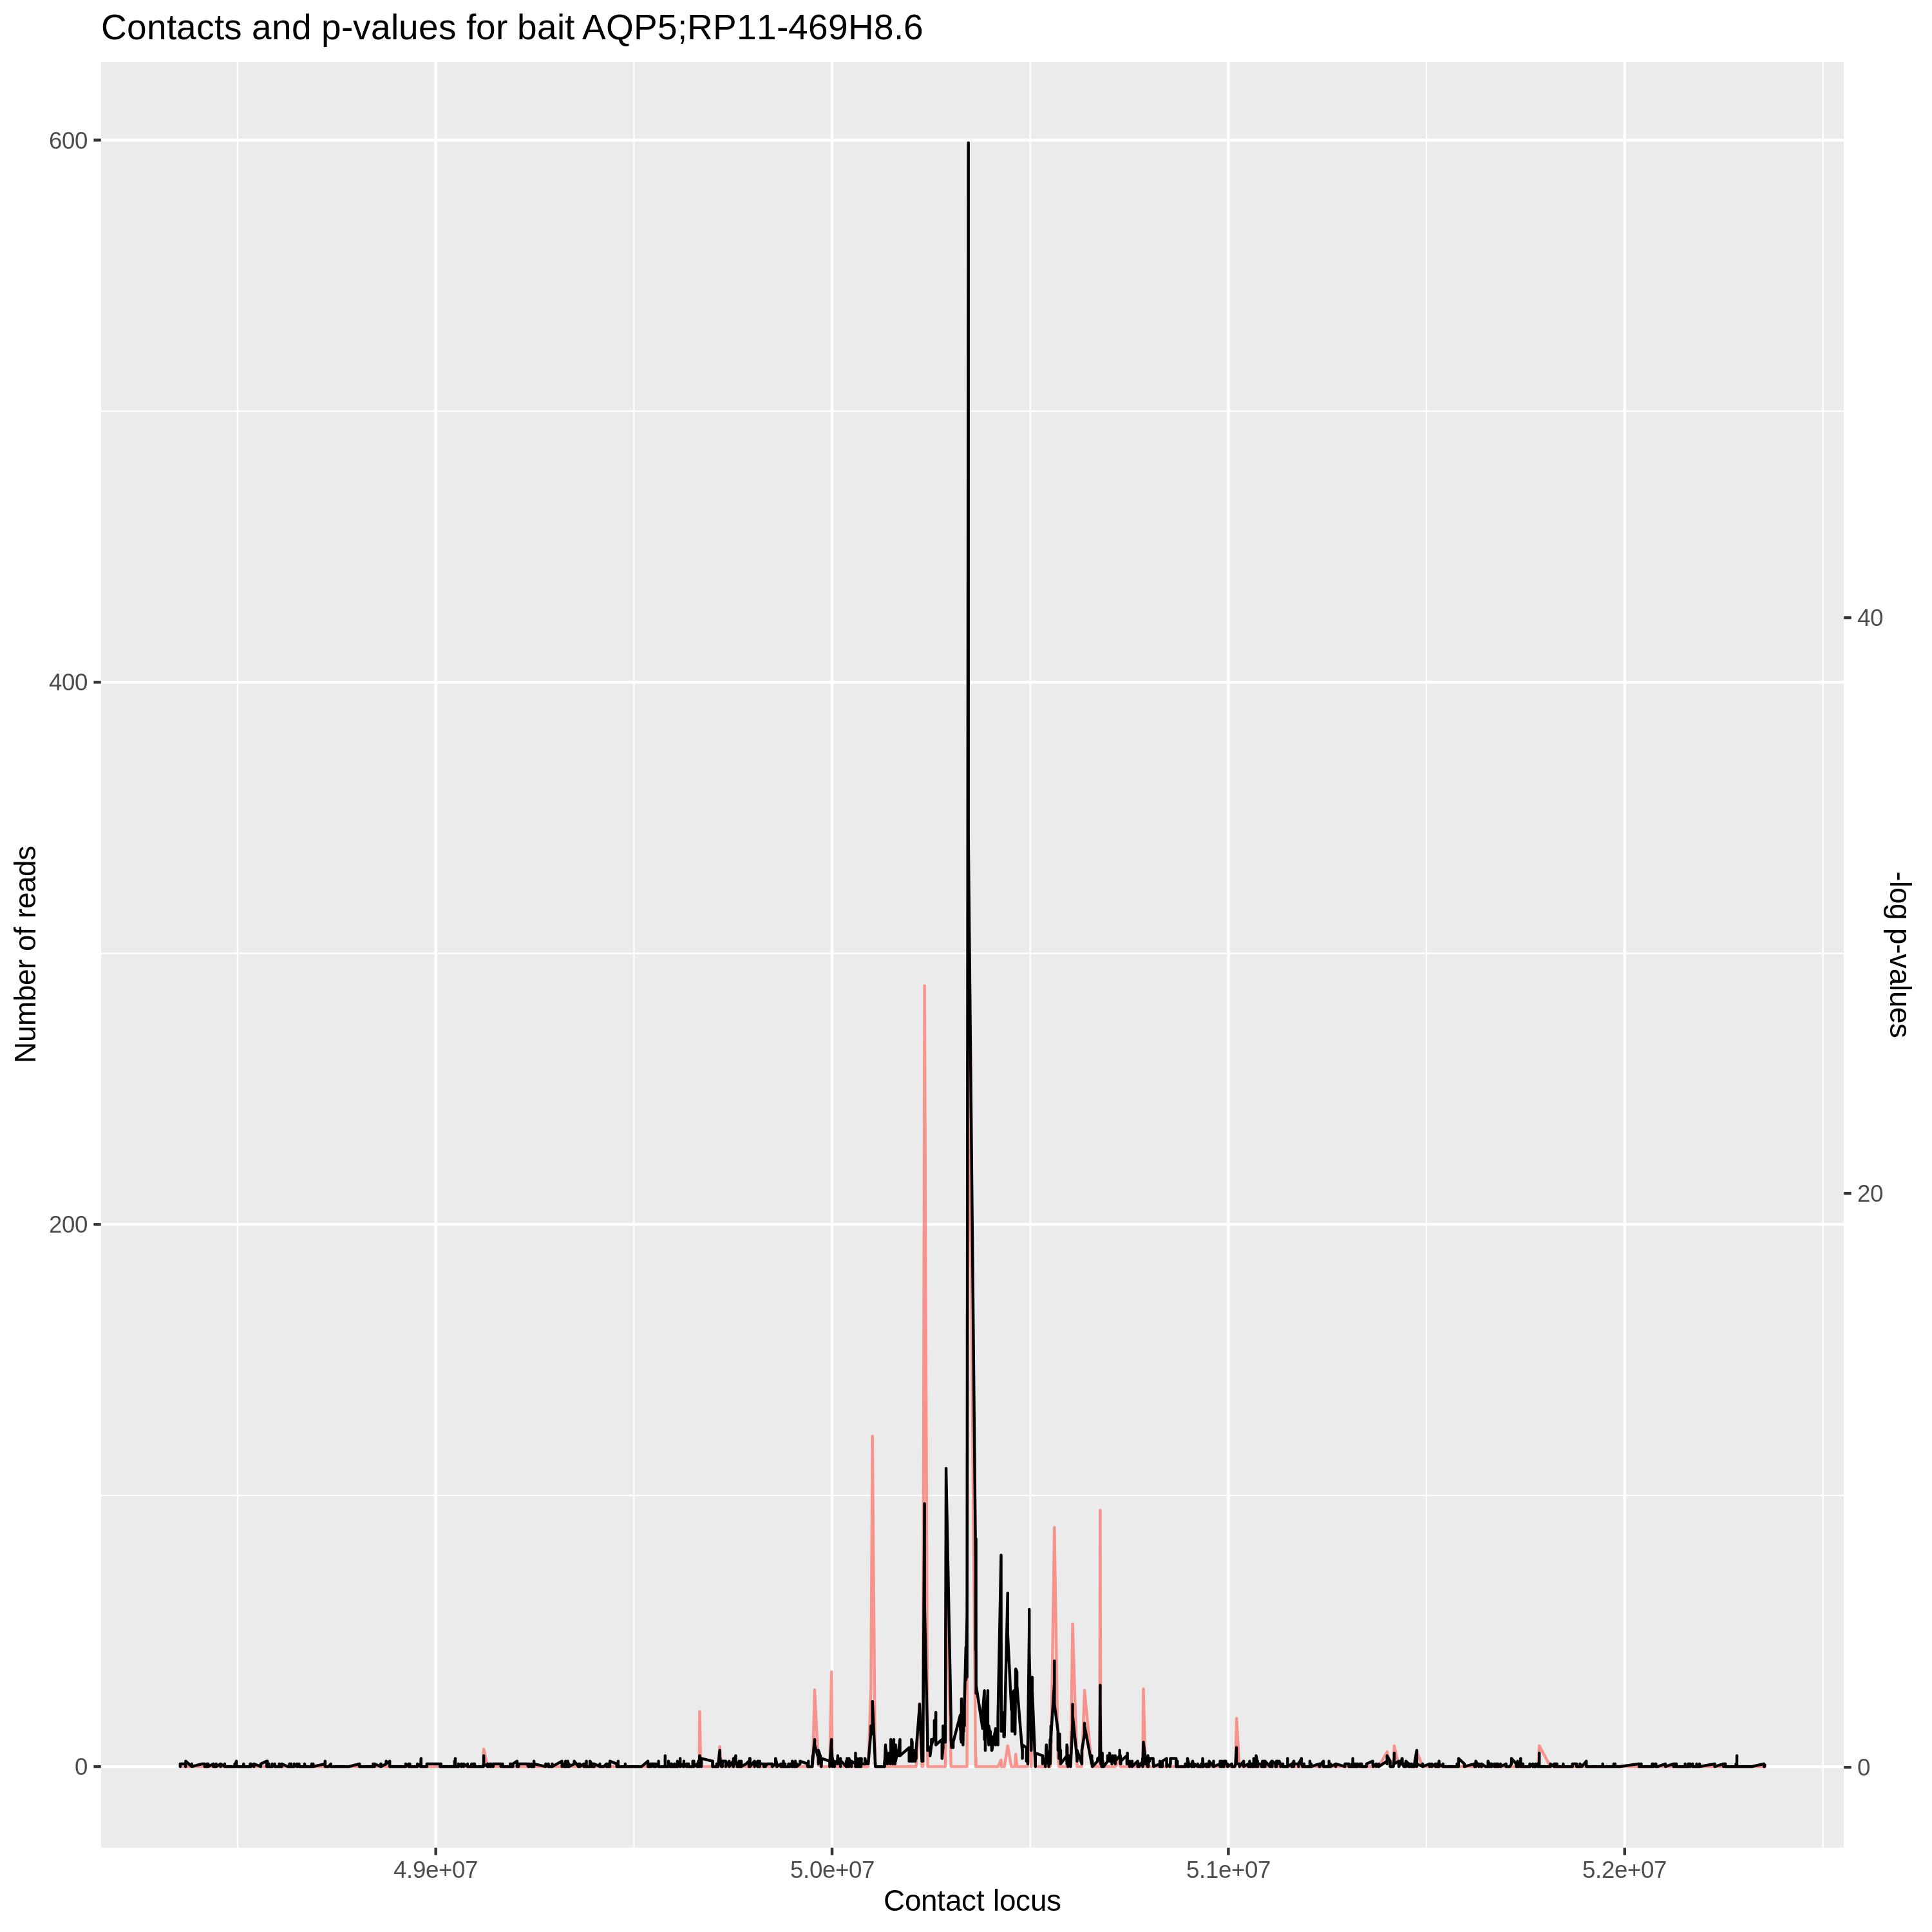 Contacts and p-values for bait AQP5;RP11-469H8.6
600
400
200
0
Number of reads
40
20
0
-log p-values
4.9e+07
5.0e+07
5.1e+07
5.2e+07
Contact locus